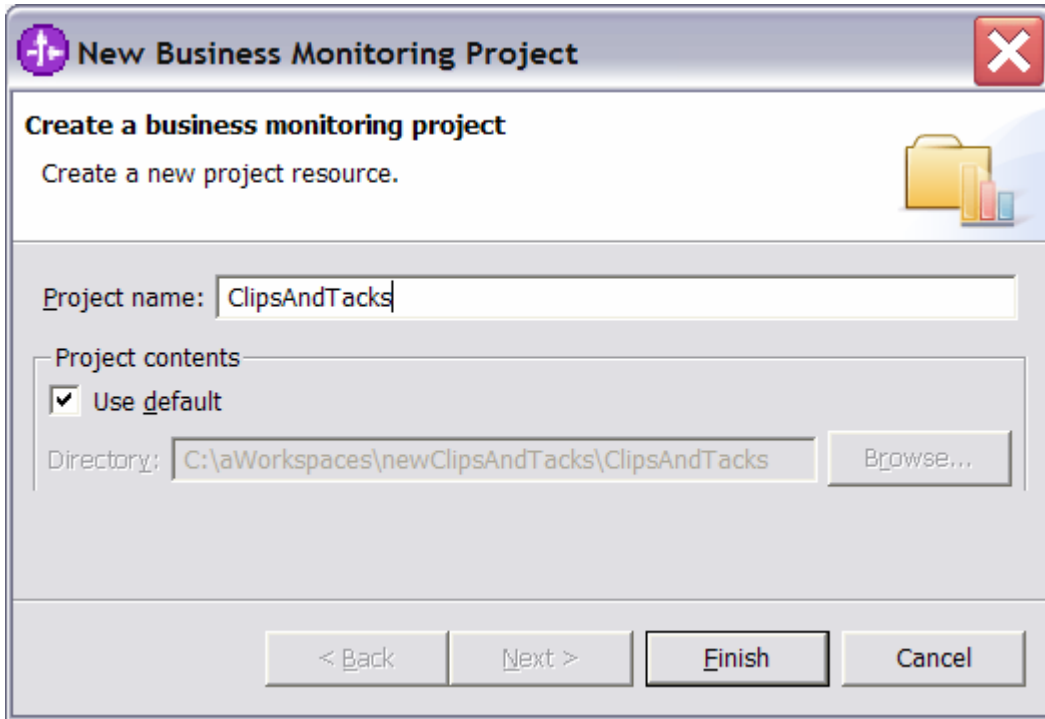 New Business Monitoring Project
Create a business monitoring project
Create a new project resource.
Project name: ClipsAndTacks
Project contents
Use default
Directory: C:\aWorkspaces\newClipsAndTacks\ClipsAndTacks Browse...
< Back Next > Finish Cancel